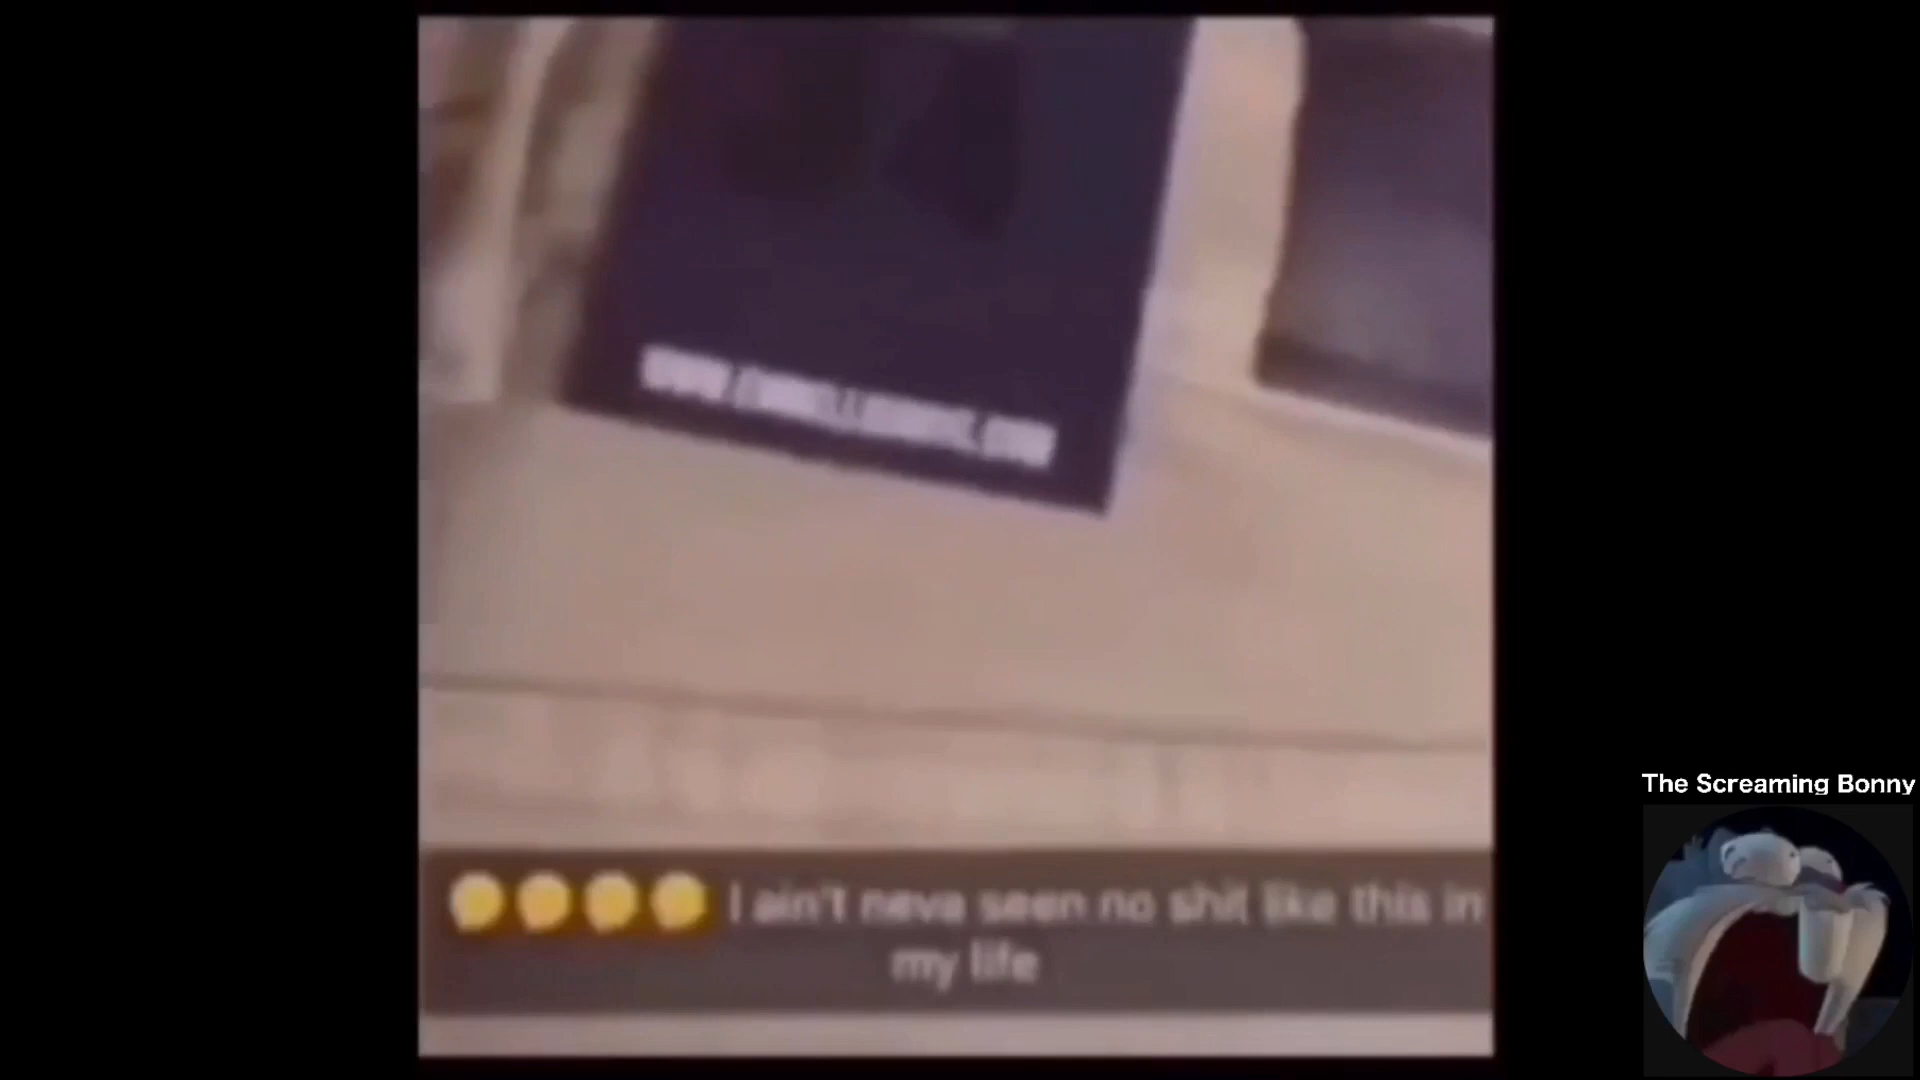 I ain't neva seen no shit like this in
my life
The Screaming Bonny